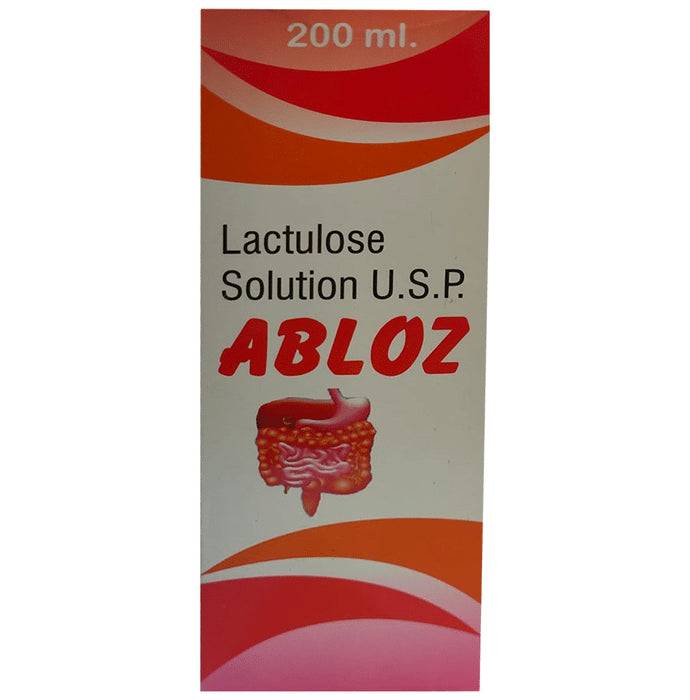 200 ml.
Lactulose
Solution U.S.P.
ABLOZ